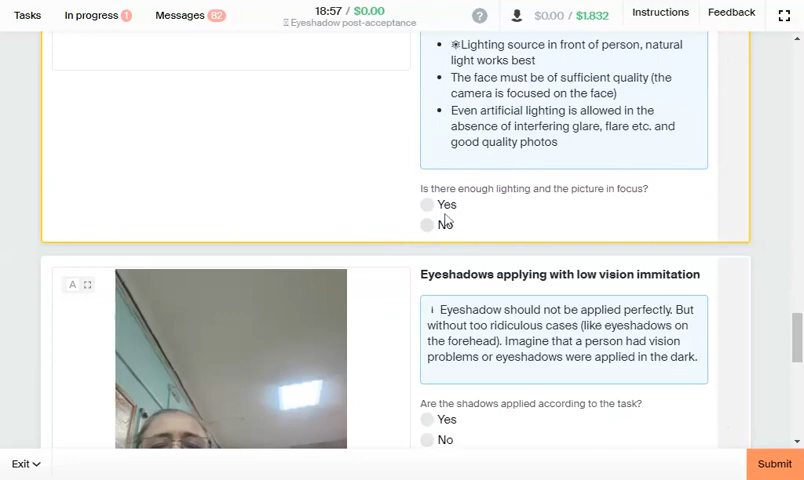 Tasks
In progress 1
Messages 82
18:57 / $0.00
Eyeshadow post-acceptance
?
$0.00 / $1.832
Instructions
Feedback
Lighting source in front of person, natural
light works best
The face must be of sufficient quality (the
camera is focused on the face)
Even artificial lighting is allowed in the
absence of interfering glare, flare etc. and
good quality photos
Is there enough lighting and the picture in focus?
Yes
No
A
Eyeshadows applying with low vision immitation
i Eyeshadow should not be applied perfectly. But
without too ridiculous cases (like eyeshadows on
the forehead). Imagine that a person had vision
problems or eyeshadows were applied in the dark.
Are the shadows applied according to the task?
Yes
No
Exit
Submit